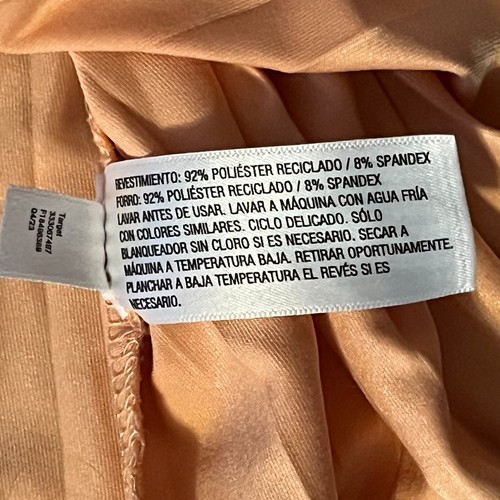 REVESTIMIENTO: 92% POLIÉSTER RECICLADO / 8% SPANDEX
FORRO: 92% POLIÉSTER RECICLADO / 8% SPANDEX
LAVAR ANTES DE USAR. LAVAR A MÁQUINA CON AGUA FRÍA
CON COLORES SIMILARES. CICLO DELICADO. SÓLO
BLANQUEADOR SIN CLORO SI ES NECESARIO. SECAR A
MÁQUINA A TEMPERATURA BAJA. RETIRAR OPORTUNAMENTE.
PLANCHAR A BAJA TEMPERATURA EL REVÉS SI ES
NECESARIO.
Target
Q4/23